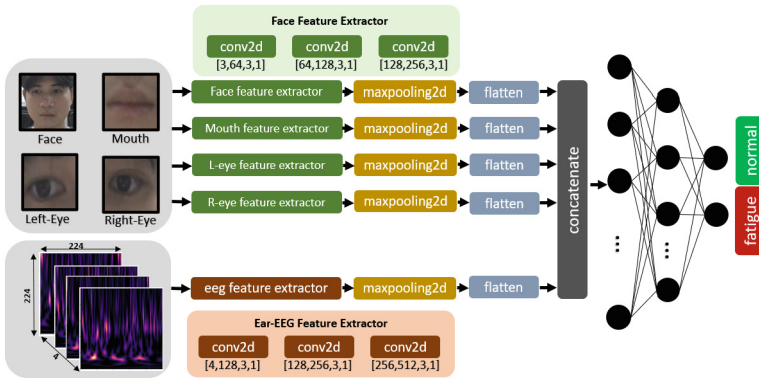 Face Feature Extractor
conv2d conv2d conv2d
[3,64,3,1] [64,128,3,1] [128,256,3,1]
Face Mouth
Left-Eye Right-Eye
Face feature extractor maxpooling2d flatten
Mouth feature extractor maxpooling2d flatten
L-eye feature extractor maxpooling2d flatten
R-eye feature extractor maxpooling2d flatten
224
224
4
eeg feature extractor maxpooling2d flatten
Ear-EEG Feature Extractor
conv2d conv2d conv2d
[4,128,3,1] [128,256,3,1] [256,512,3,1]
concatenate
...
...
normal
fatigue